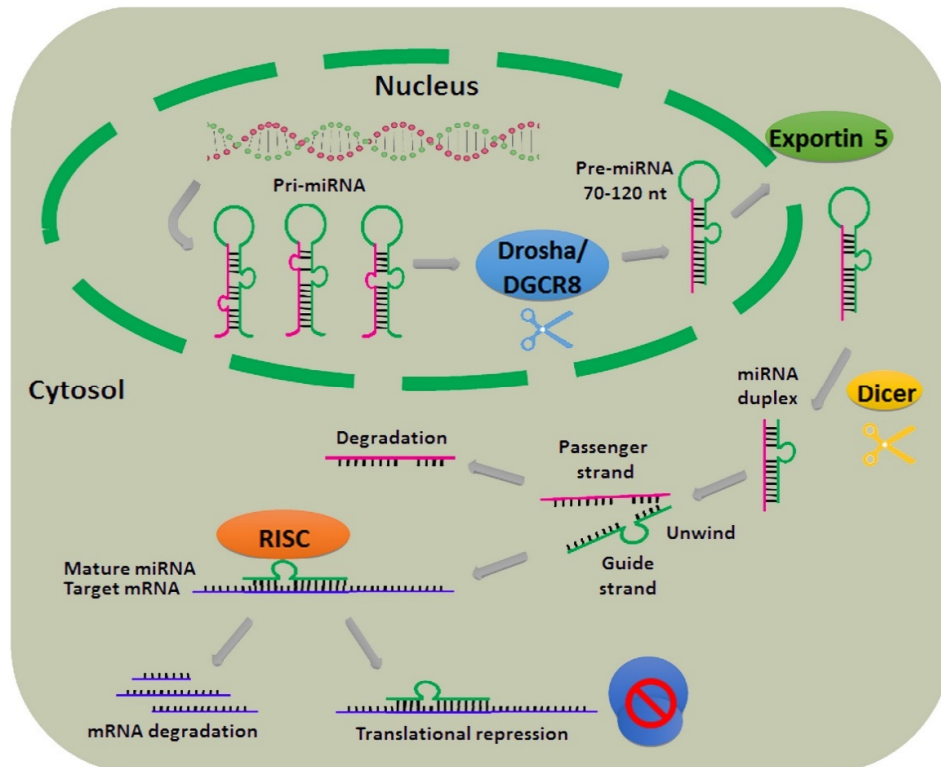 Nucleus
Exportin 5
Pri-miRNA
Pre-miRNA
70-120 nt
Drosha/
DGCR8
Cytosol
miRNA
duplex
Dicer
Degradation
Passenger
strand
Unwind
Guide
strand
RISC
Mature miRNA
Target mRNA
mRNA degradation
Translational repression